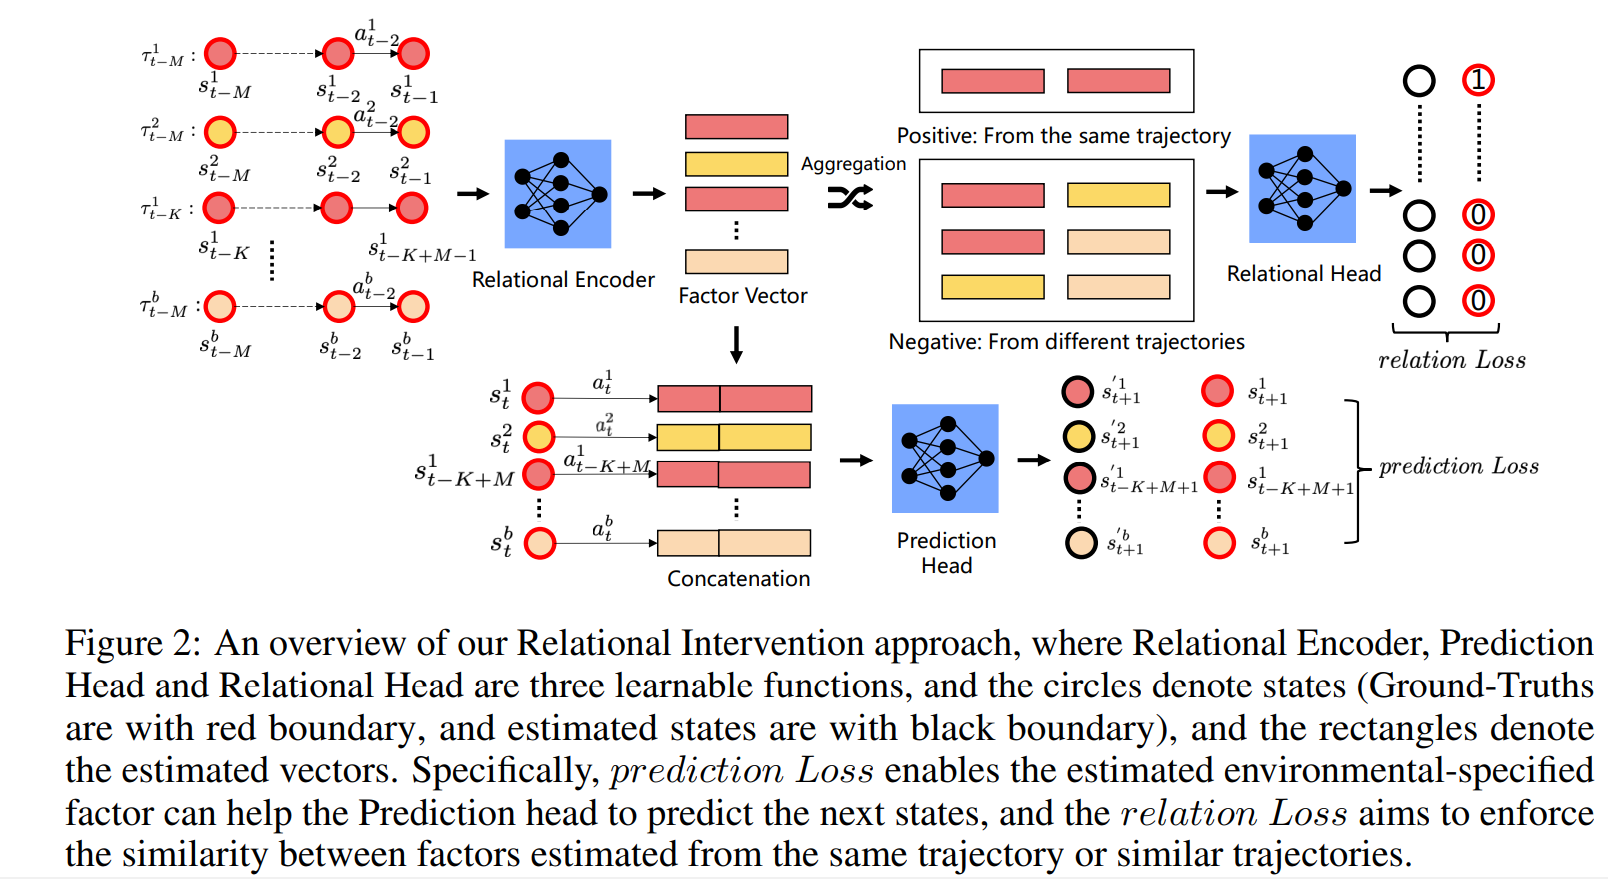 a^1_{t-2}
τ^1_{t-M} :
s^1_{t-M} s^1_{t-2} s^1_{t-1}
a^2_{t-2}
τ^2_{t-M} :
s^2_{t-M} s^2_{t-2} s^2_{t-1}
τ^1_{t-K} :
s^1_{t-K} s^1_{t-K+M-1}
a^b_{t-2}
τ^b_{t-M} :
s^b_{t-M} s^b_{t-2} s^b_{t-1}
Relational Encoder
Factor Vector
Aggregation
Positive: From the same trajectory
Negative: From different trajectories
Relational Head
1
0
0
0
relation Loss
s^1_t a^1_t
s^2_t a^2_t
s^1_{t-K+M} a^1_{t-K+M}
s^b_t a^b_t
Concatenation
Prediction
Head
s^{'1}_{t+1} s^1_{t+1}
s^{'2}_{t+1} s^2_{t+1}
s^{'1}_{t-K+M+1} s^1_{t-K+M+1}
s^{'b}_{t+1} s^b_{t+1}
prediction Loss
Figure 2: An overview of our Relational Intervention approach, where Relational Encoder, Prediction
Head and Relational Head are three learnable functions, and the circles denote states (Ground-Truths
are with red boundary, and estimated states are with black boundary), and the rectangles denote
the estimated vectors. Specifically, prediction Loss enables the estimated environmental-specified
factor can help the Prediction head to predict the next states, and the relation Loss aims to enforce
the similarity between factors estimated from the same trajectory or similar trajectories.